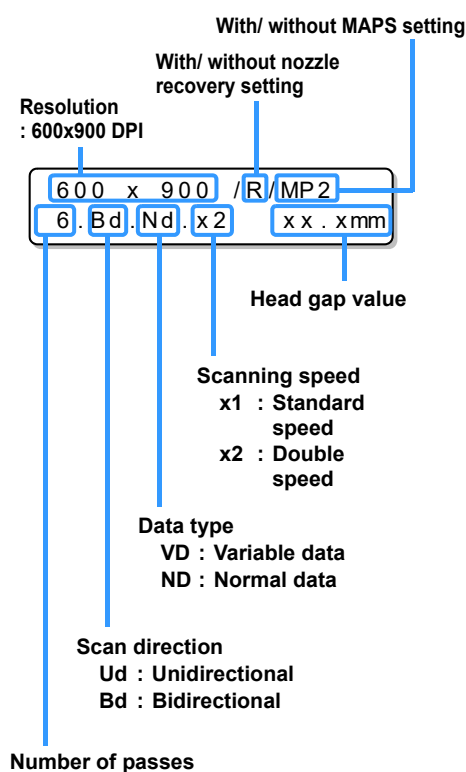 With/ without MAPS setting
With/ without nozzle
recovery setting
Resolution
: 600x900 DPI
600 x 900 /R/MP2
6.Bd.Nd.x2 xx.xmm
Head gap value
Scanning speed
x1 : Standard
speed
x2 : Double
speed
Data type
VD : Variable data
ND : Normal data
Scan direction
Ud : Unidirectional
Bd : Bidirectional
Number of passes